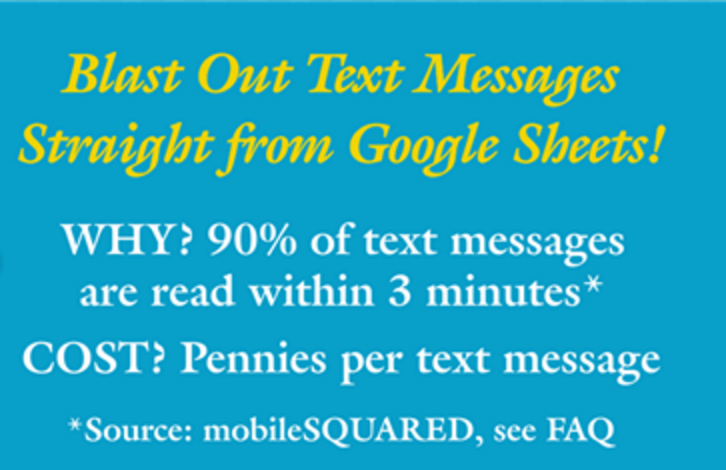 Blast Out Text Messages
Straight from Google Sheets!
WHY? 90% of text messages
are read within 3 minutes*
COST? Pennies per text message
*Source: mobileSQUARED, see FAQ